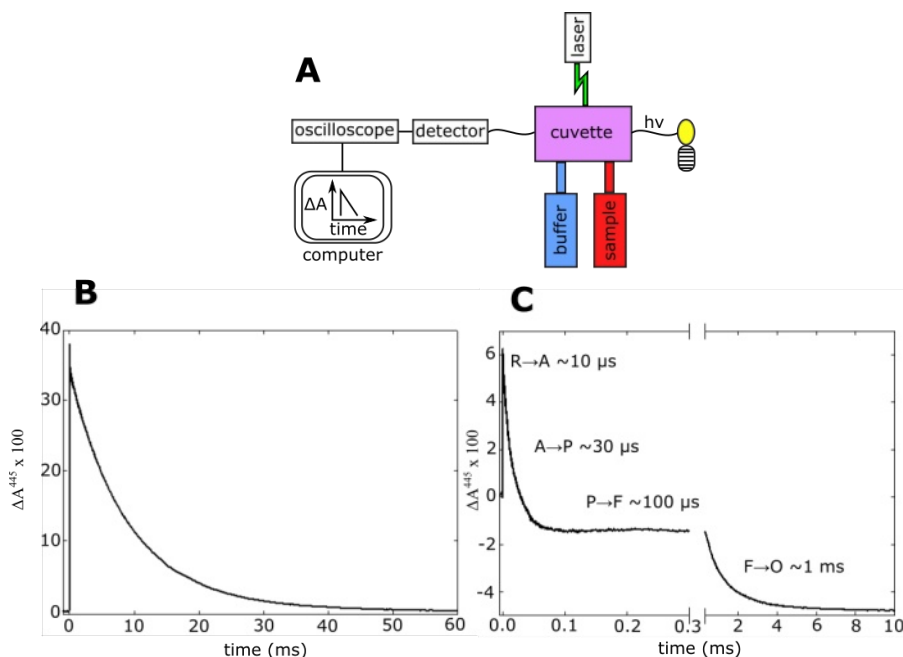 A
laser
oscilloscope
detector
cuvette
hv
ΔA
time
computer
buffer
sample
B
ΔA⁴⁴⁵ x 100
40
30
20
10
0
0 10 20 30 40 50 60
time (ms)
C
ΔA⁴⁴⁵ x 100
6
4
2
0
-2
-4
R→A ~10 µs
A→P ~30 µs
P→F ~100 µs
F→O ~1 ms
0.0 0.1 0.2 0.3 2 4 6 8 10
time (ms)